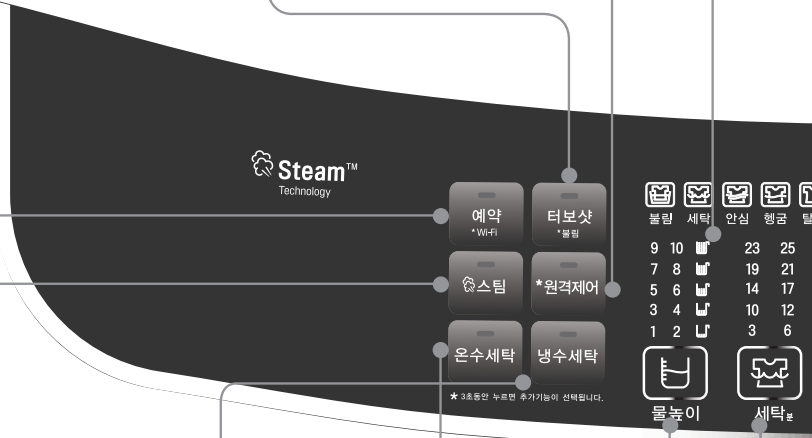 Steam™
Technology
예약 터보샷
* Wi-Fi *불림
스팀 *원격제어
온수세탁 냉수세탁
* 3초동안 누르면 추가기능이 선택됩니다.
불림 세탁 안심 헹굼
9 10 23 25
7 8 19 21
5 6 14 17
3 4 10 12
1 2 3 6
물높이 세탁분